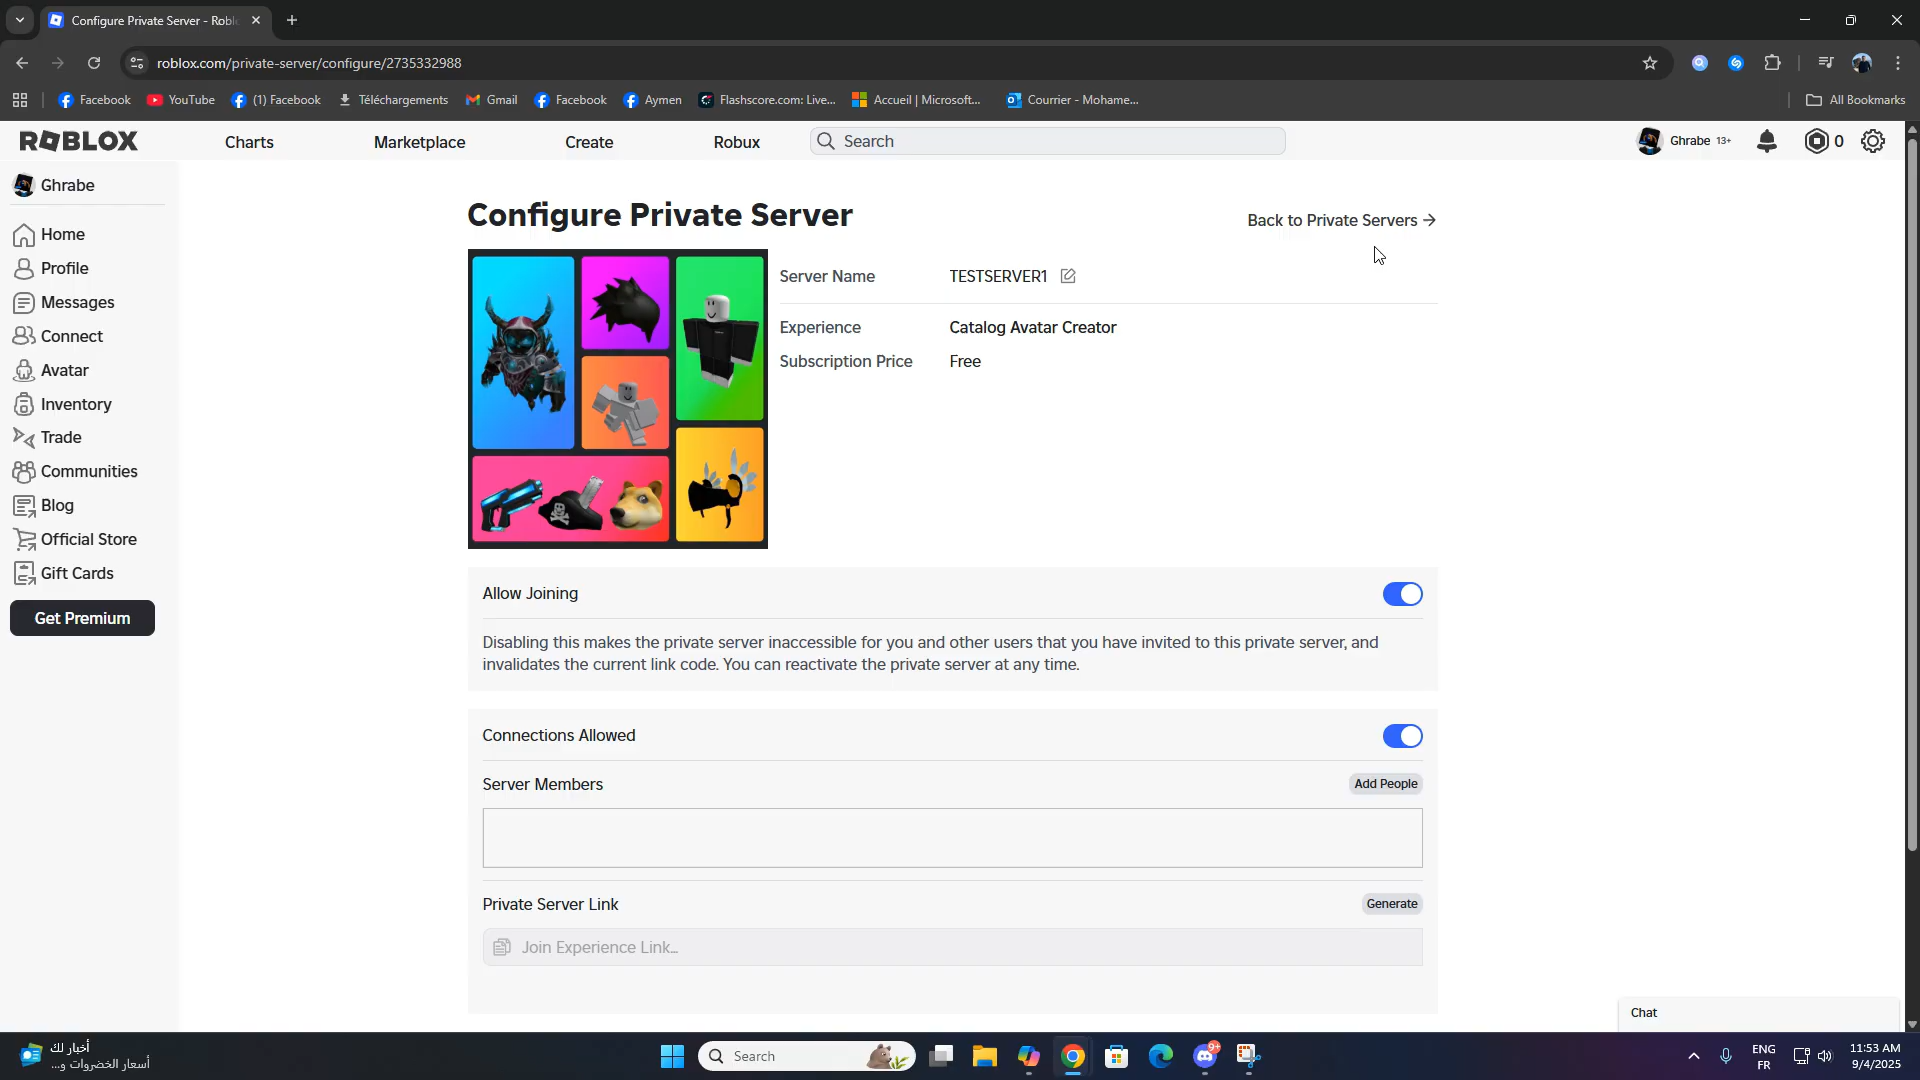 Configure Private Server - Roblo
roblox.com/private-server/configure/2735332988
Facebook
YouTube
(1) Facebook
Téléchargements
Gmail
Facebook
Aymen
Flashscore.com: Live...
Accueil | Microsoft...
Courrier - Mohame...
All Bookmarks
ROBLOX
Charts
Marketplace
Create
Robux
Search
Ghrabe 13+
0
Ghrabe
Home
Profile
Messages
Connect
Avatar
Inventory
Trade
Communities
Blog
Official Store
Gift Cards
Get Premium
Configure Private Server
Back to Private Servers →
Server Name TESTSERVER1
Experience Catalog Avatar Creator
Subscription Price Free
Allow Joining
Disabling this makes the private server inaccessible for you and other users that you have invited to this private server, and
invalidates the current link code. You can reactivate the private server at any time.
Connections Allowed
Server Members Add People
Private Server Link Generate
Join Experience Link...
Chat
أخبار لك
أسعار الخضروات و...
Search
9+
ENG
FR
11:53 AM
9/4/2025